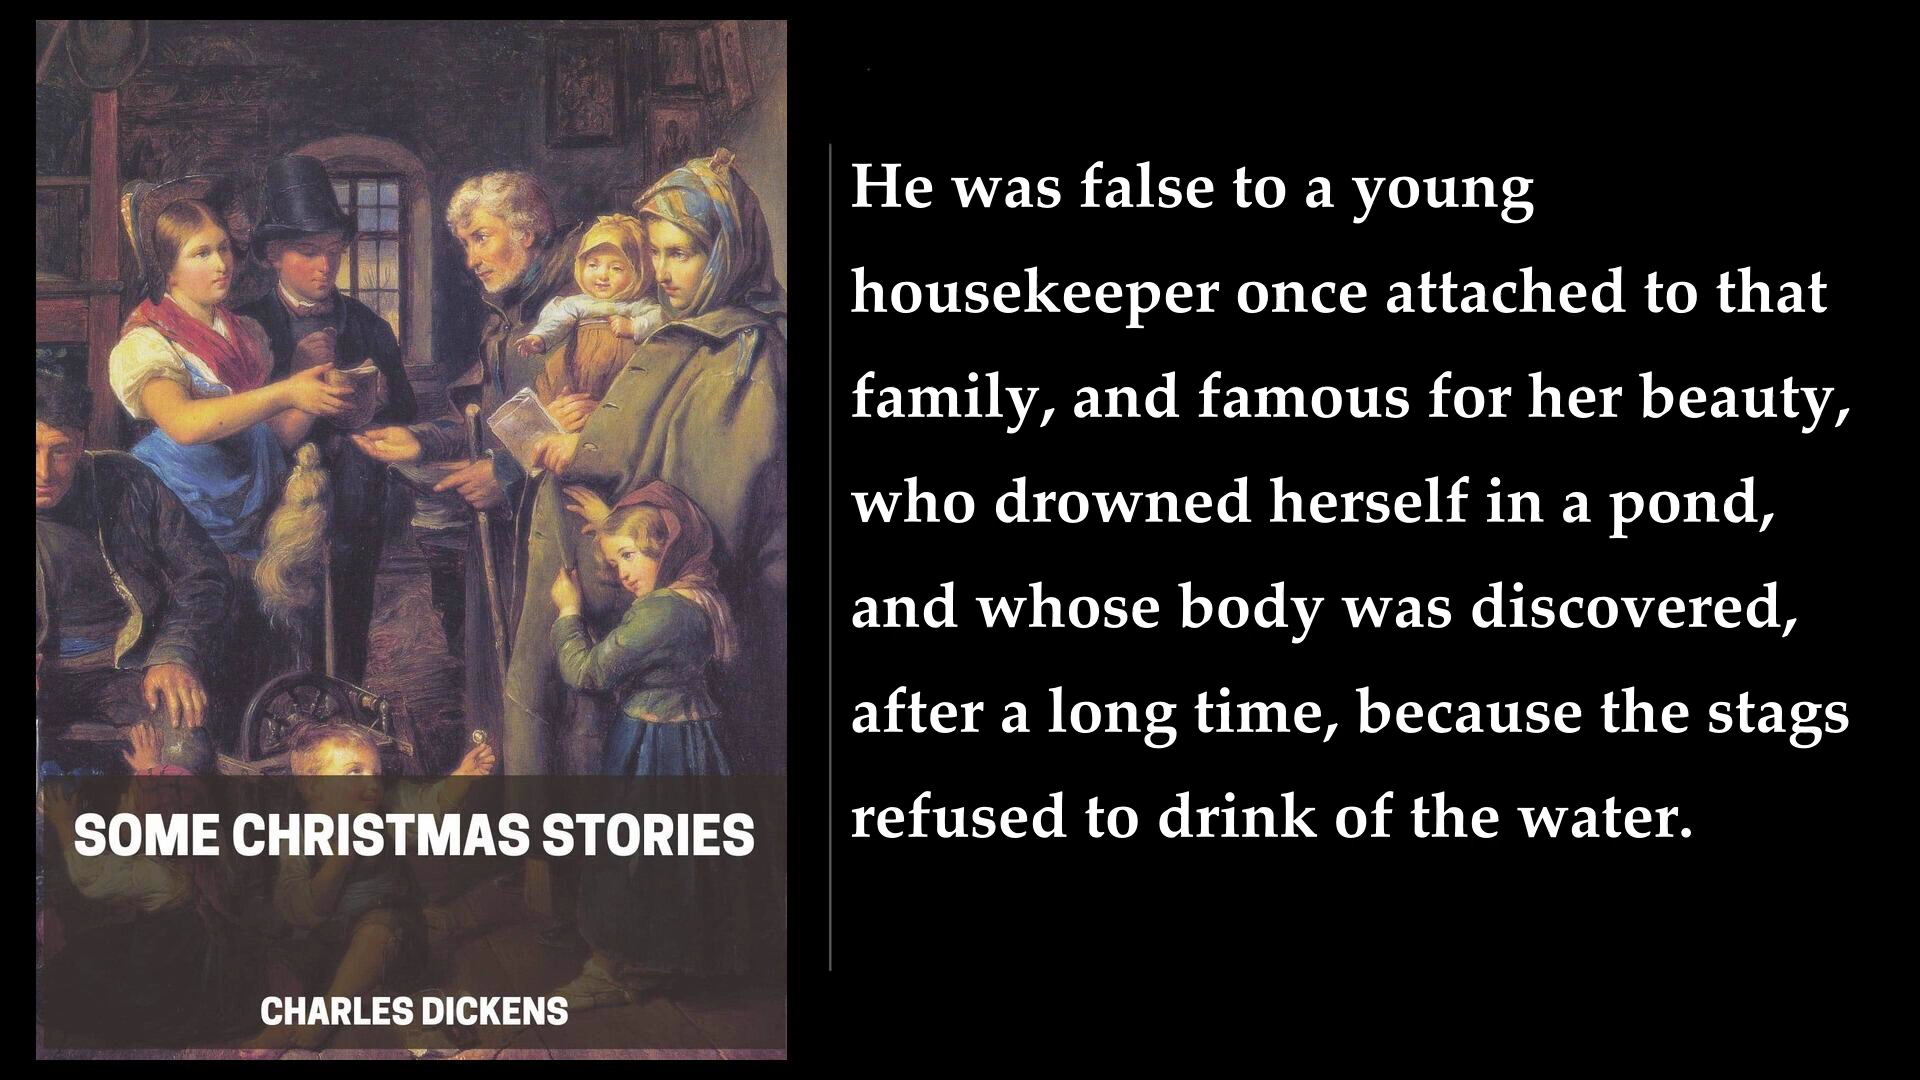 SOME CHRISTMAS STORIES
CHARLES DICKENS
He was false to a young
housekeeper once attached to that
family, and famous for her beauty,
who drowned herself in a pond,
and whose body was discovered,
after a long time, because the stags
refused to drink of the water.